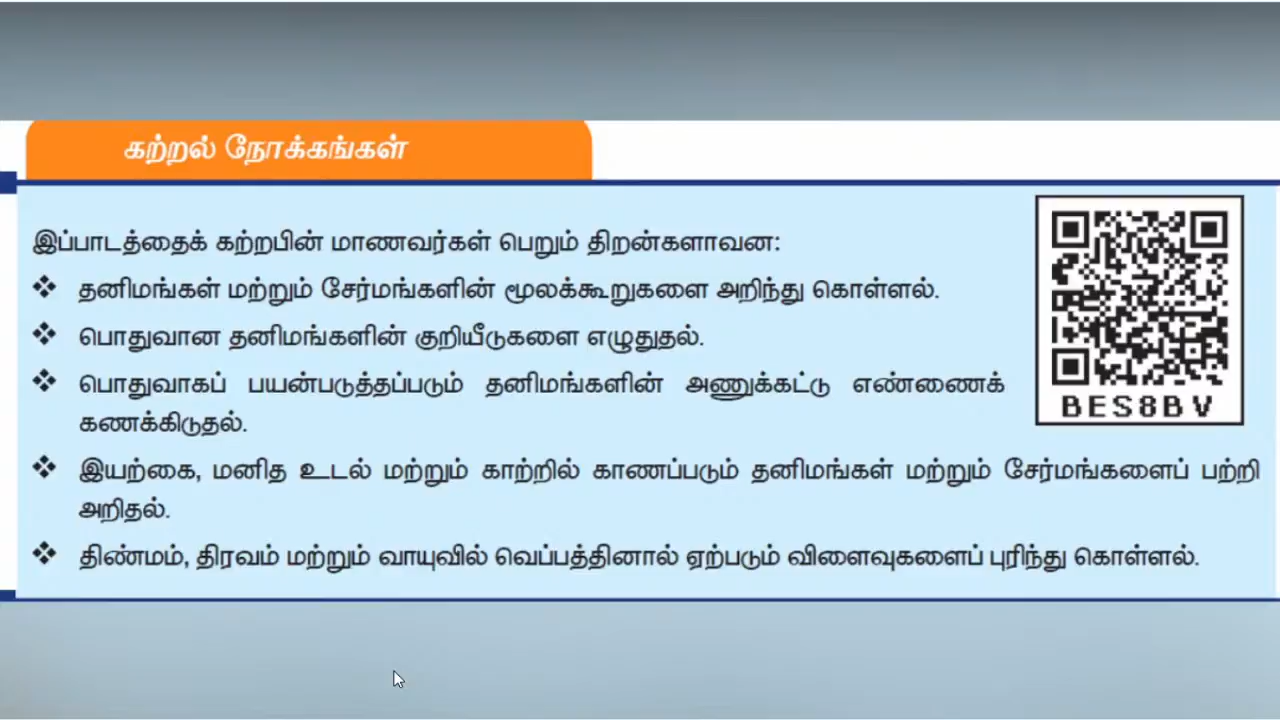 கற்றல் நோக்கங்கள்
இப்பாடத்தைக் கற்றபின் மாணவர்கள் பெறும் திறன்களாவன:
❖ தனிமங்கள் மற்றும் சேர்மங்களின் மூலக்கூறுகளை அறிந்து கொள்ளல்.
❖ பொதுவான தனிமங்களின் குறியீடுகளை எழுதுதல்.
❖ பொதுவாகப் பயன்படுத்தப்படும் தனிமங்களின் அணுக்கட்டு எண்ணைக்
கணக்கிடுதல்.
❖ இயற்கை, மனித உடல் மற்றும் காற்றில் காணப்படும் தனிமங்கள் மற்றும் சேர்மங்களைப் பற்றி
அறிதல்.
❖ திண்மம், திரவம் மற்றும் வாயுவில் வெப்பத்தினால் ஏற்படும் விளைவுகளைப் புரிந்து கொள்ளல்.
BES8BV